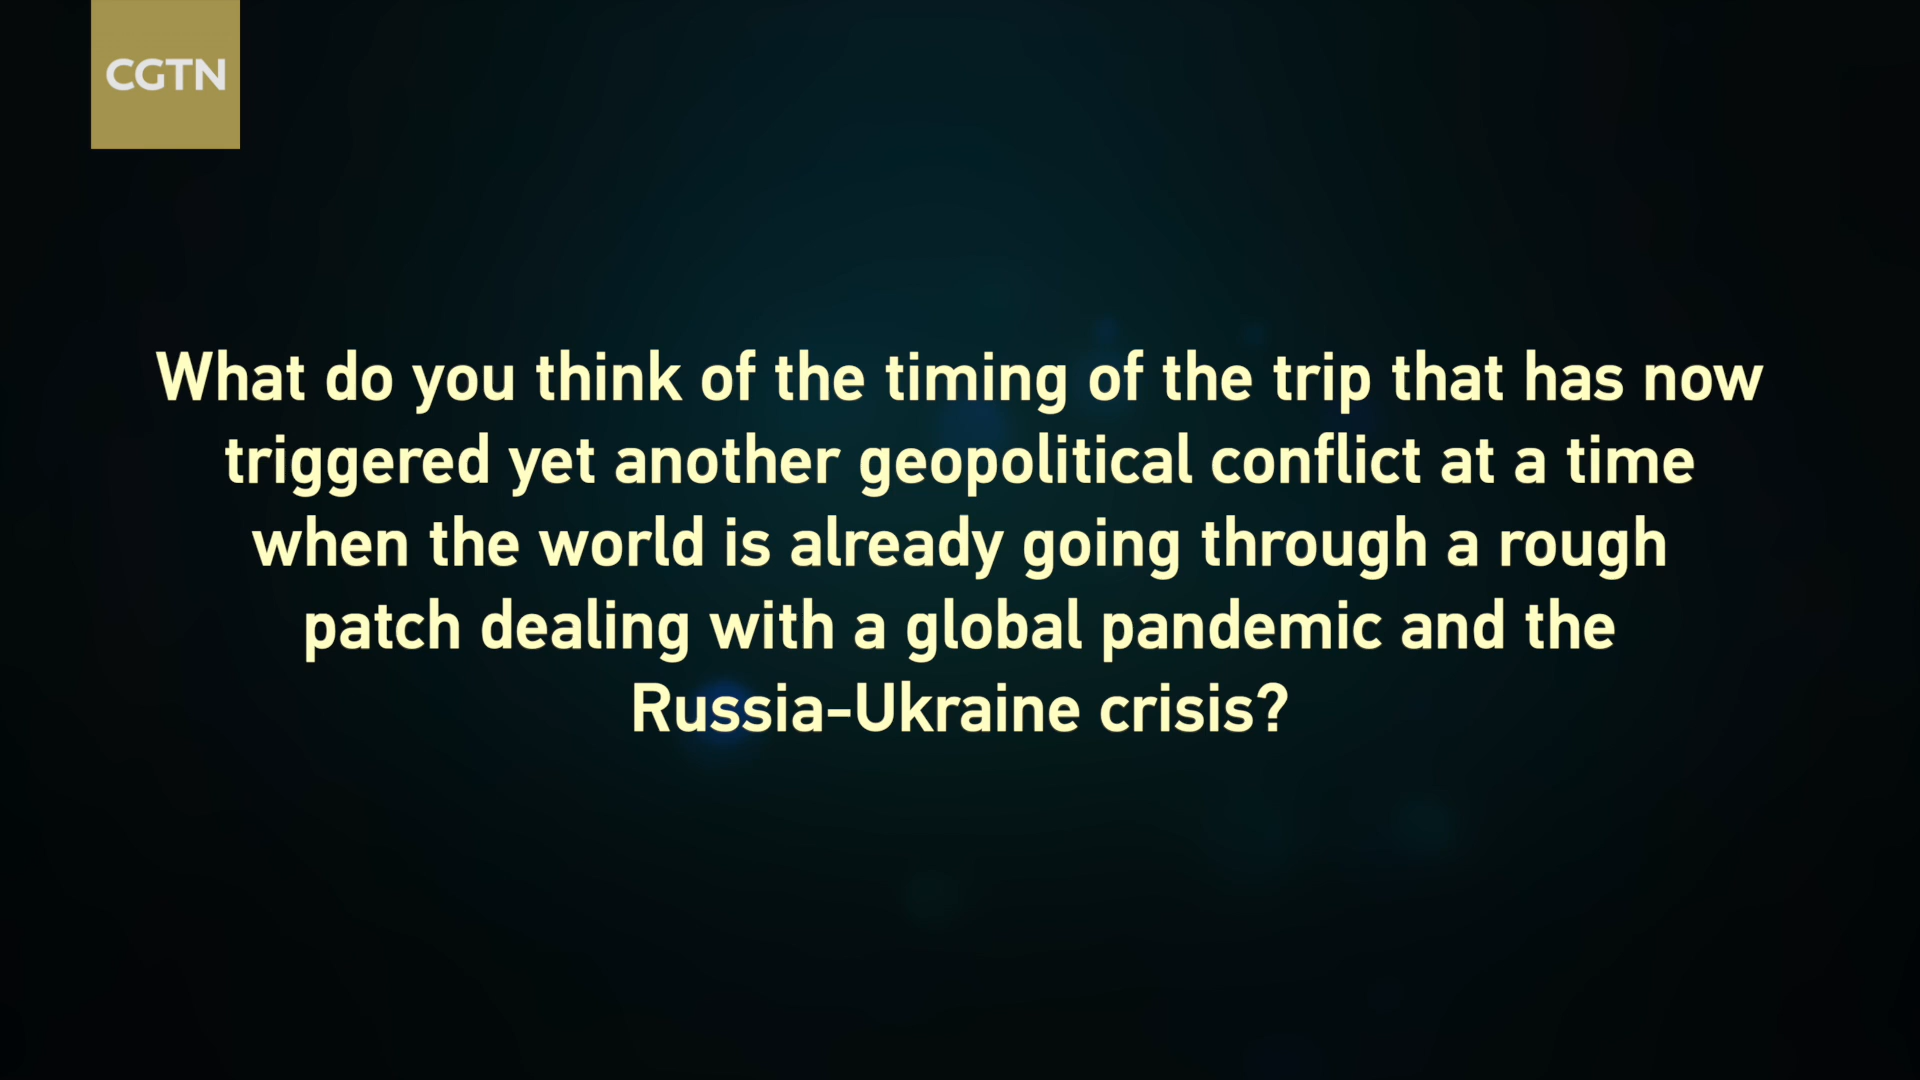 CGTN
What do you think of the timing of the trip that has now
triggered yet another geopolitical conflict at a time
when the world is already going through a rough
patch dealing with a global pandemic and the
Russia-Ukraine crisis?